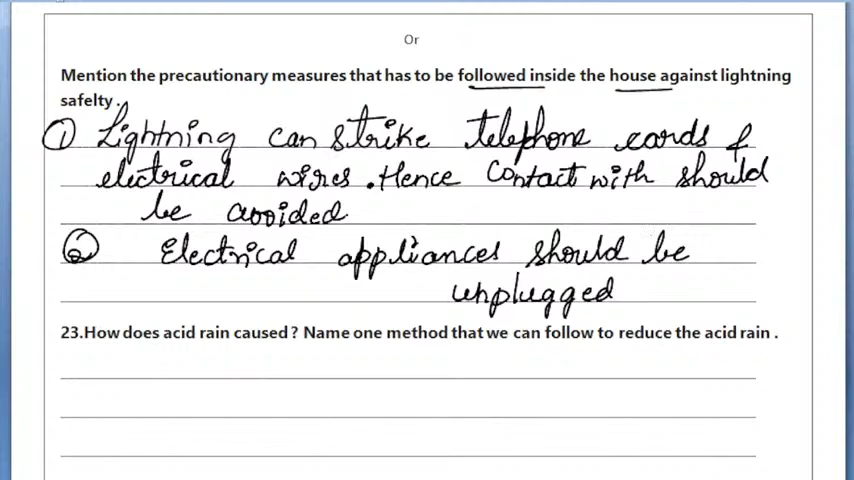 Or
Mention the precautionary measures that has to be followed inside the house against lightning
safelty .
① Lightning can strike telephone cards &
electrical wires . Hence Contact with should
be avoided
② Electrical appliances should be
unplugged
23.How does acid rain caused ? Name one method that we can follow to reduce the acid rain .